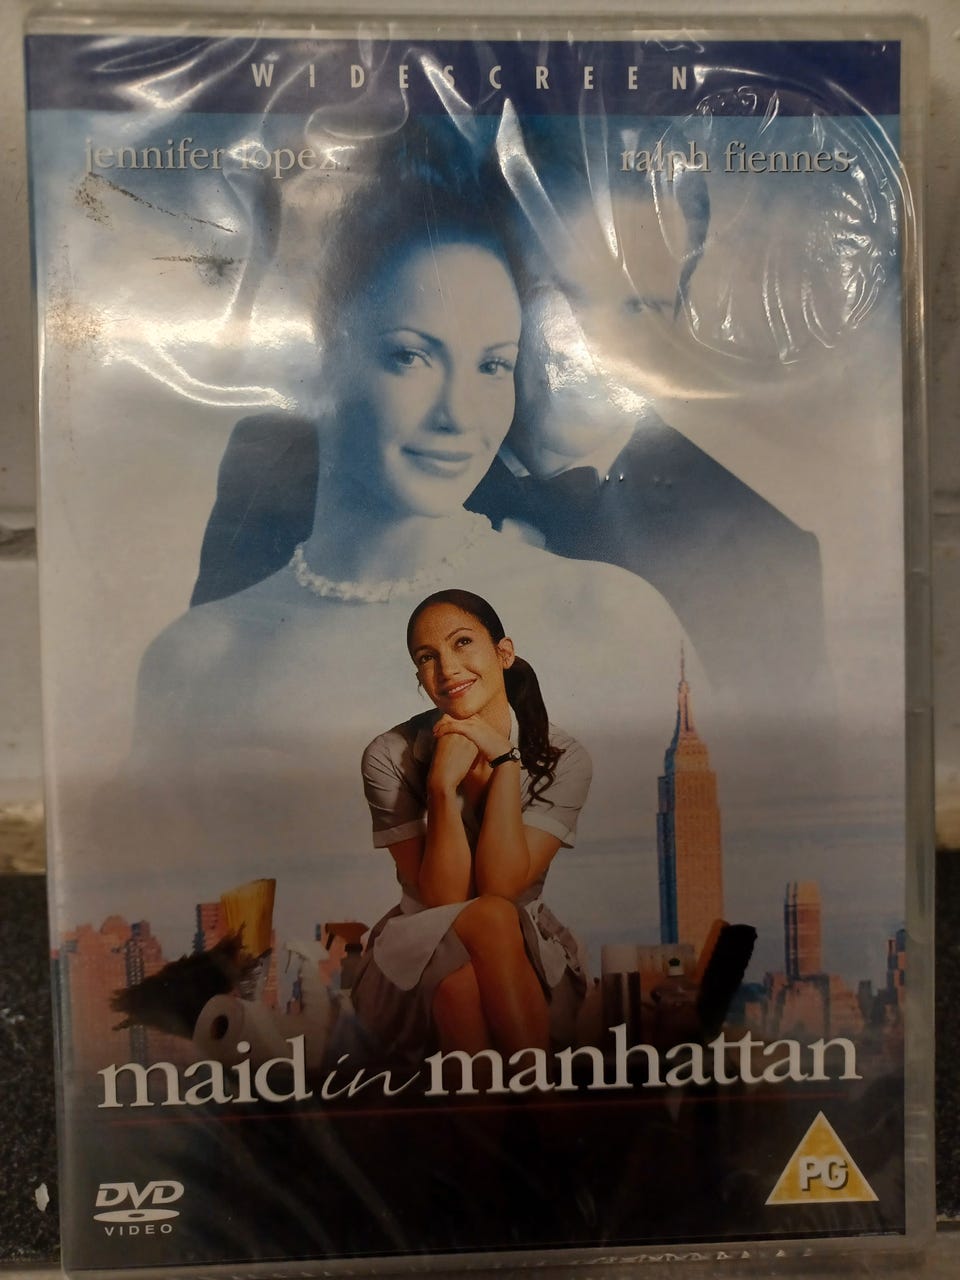 WIDESCREEN
jennifer lopez
ralph fiennes
maid in manhattan
PG
DVD
VIDEO